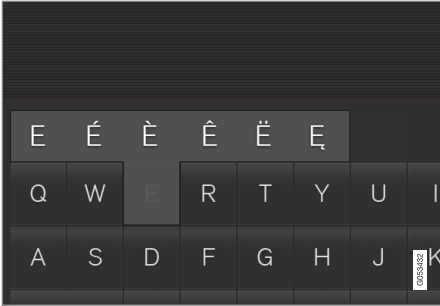 E É È Ê Ë Ę
Q W E R T Y U I
A S D F G H J K
G053432